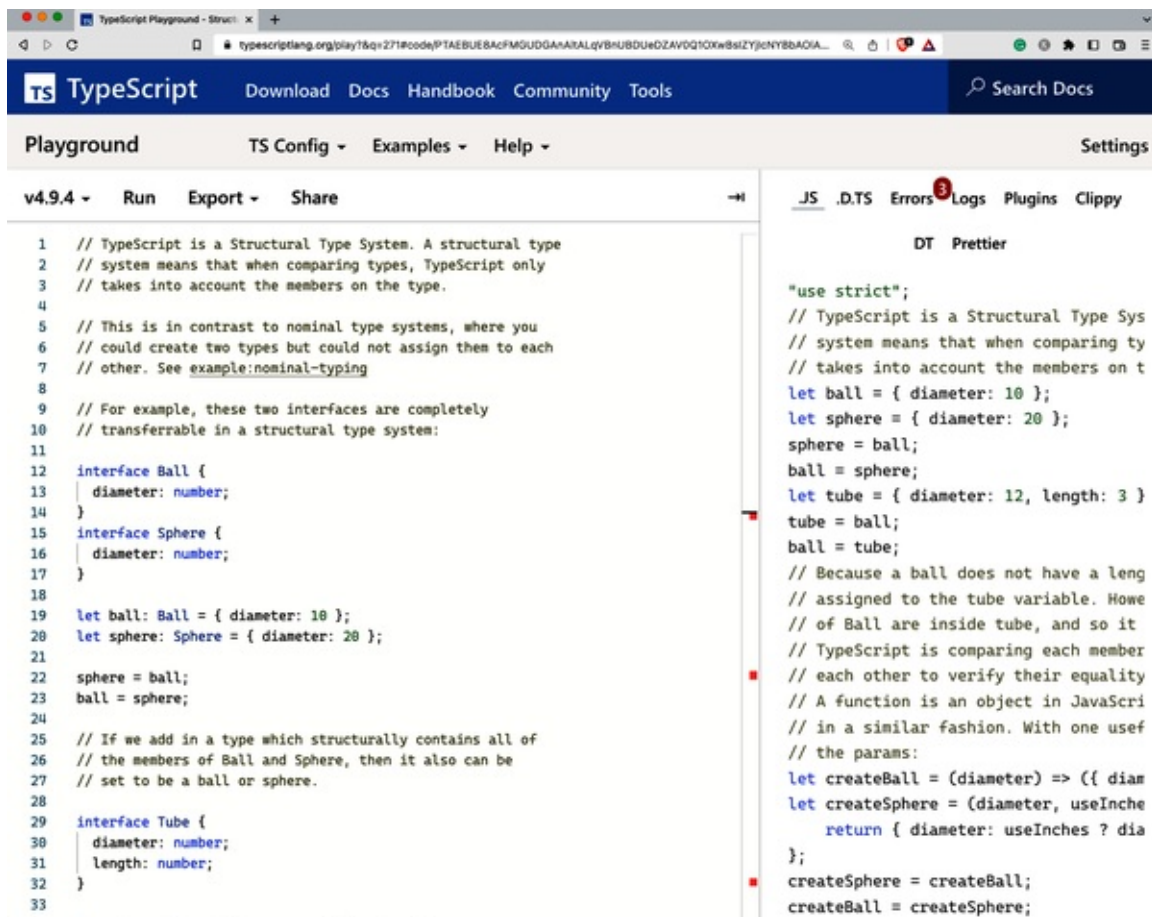 TypeScript Playground - Struct
typescriptlang.org/play?&q=271#code/
TS TypeScript Download Docs Handbook Community Tools Search Docs
Playground TS Config Examples Help Settings
v4.9.4 Run Export Share
.JS .D.TS Errors 3 Logs Plugins Clippy
DT Prettier
1 // TypeScript is a Structural Type System. A structural type
2 // system means that when comparing types, TypeScript only
3 // takes into account the members on the type.
4
5 // This is in contrast to nominal type systems, where you
6 // could create two types but could not assign them to each
7 // other. See example:nominal-typing
8
9 // For example, these two interfaces are completely
10 // transferrable in a structural type system:
11
12 interface Ball {
13 diameter: number;
14 }
15 interface Sphere {
16 diameter: number;
17 }
18
19 let ball: Ball = { diameter: 10 };
20 let sphere: Sphere = { diameter: 20 };
21
22 sphere = ball;
23 ball = sphere;
24
25 // If we add in a type which structurally contains all of
26 // the members of Ball and Sphere, then it also can be
27 // set to be a ball or sphere.
28
29 interface Tube {
30 diameter: number;
31 length: number;
32 }
33
"use strict";
// TypeScript is a Structural Type Sys
// system means that when comparing ty
// takes into account the members on t
let ball = { diameter: 10 };
let sphere = { diameter: 20 };
sphere = ball;
ball = sphere;
let tube = { diameter: 12, length: 3 }
tube = ball;
ball = tube;
// Because a ball does not have a leng
// assigned to the tube variable. Howe
// of Ball are inside tube, and so it
// TypeScript is comparing each member
// each other to verify their equality
// A function is an object in JavaScri
// in a similar fashion. With one usef
// the params:
let createBall = (diameter) => ({ diam
let createSphere = (diameter, useInche
return { diameter: useInches ? dia
};
createSphere = createBall;
createBall = createSphere;